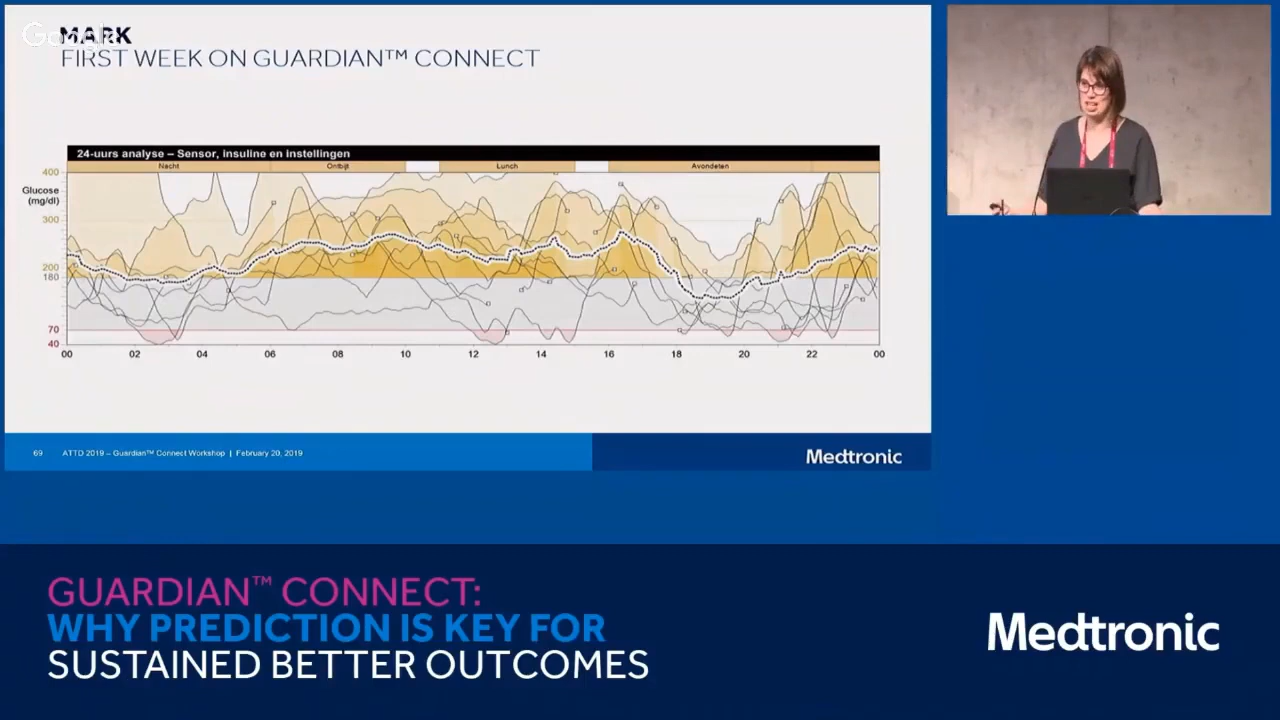 Google
MARK
FIRST WEEK ON GUARDIAN™ CONNECT
24-uurs analyse – Sensor, insuline en instellingen
Nacht Ontbijt Lunch Avondeten
400
Glucose
(mg/dl)
300
200
180
70
40
00 02 04 06 08 10 12 14 16 18 20 22 00
69 ATTD 2019 – Guardian™ Connect Workshop | February 20, 2019
Medtronic
GUARDIAN™ CONNECT:
WHY PREDICTION IS KEY FOR
SUSTAINED BETTER OUTCOMES
Medtronic